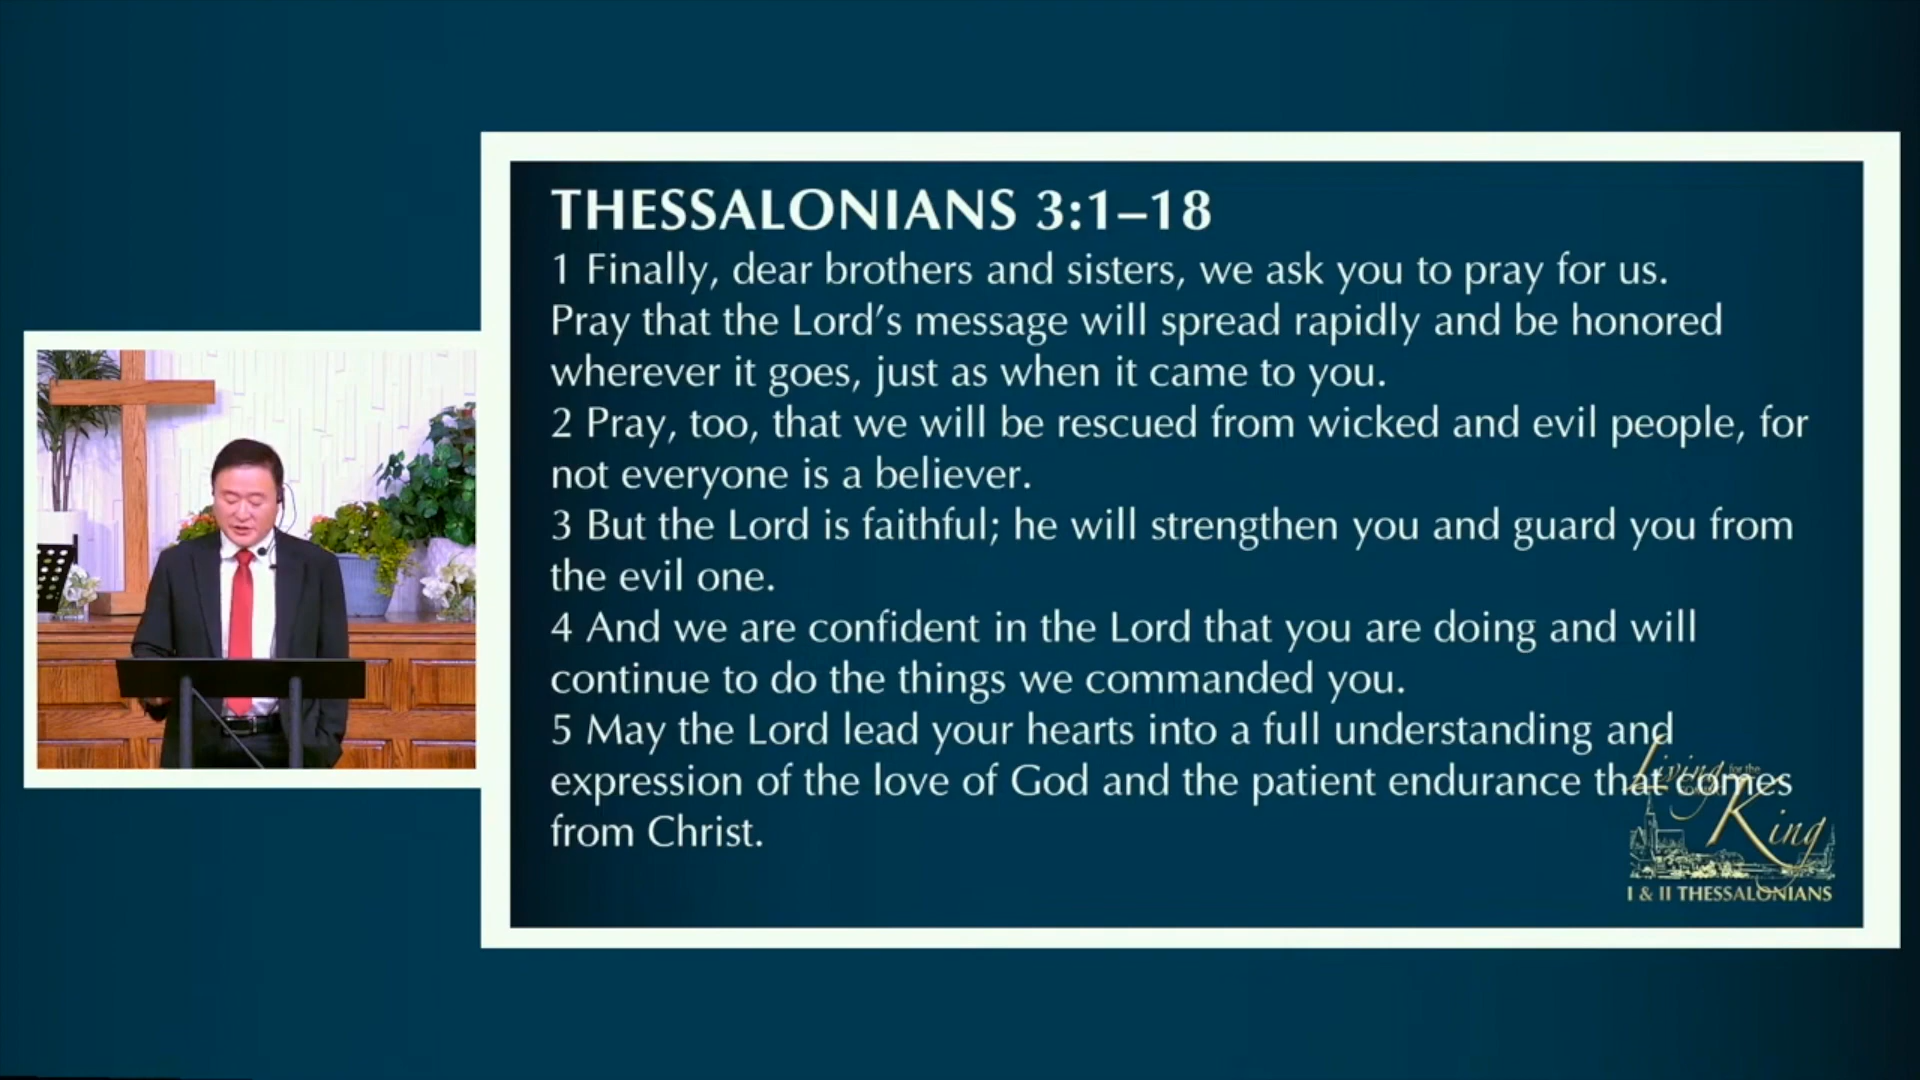 THESSALONIANS 3:1–18
1 Finally, dear brothers and sisters, we ask you to pray for us.
Pray that the Lord’s message will spread rapidly and be honored
wherever it goes, just as when it came to you.
2 Pray, too, that we will be rescued from wicked and evil people, for
not everyone is a believer.
3 But the Lord is faithful; he will strengthen you and guard you from
the evil one.
4 And we are confident in the Lord that you are doing and will
continue to do the things we commanded you.
5 May the Lord lead your hearts into a full understanding and
expression of the love of God and the patient endurance that comes
from Christ.
Living for the
King
I & II THESSALONIANS